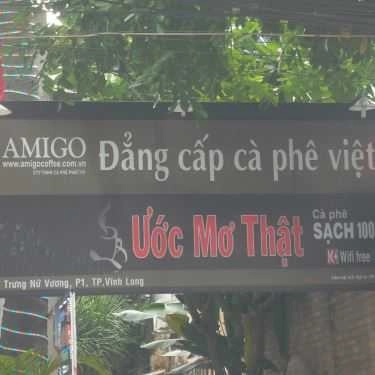 AMIGO
www.amigocoffee.com.vn
Đẳng cấp cà phê việt
Ước Mơ Thật
Cà phê
SẠCH 100
K+ Wifi free
Trưng Nữ Vương, P1, TP.Vĩnh Long